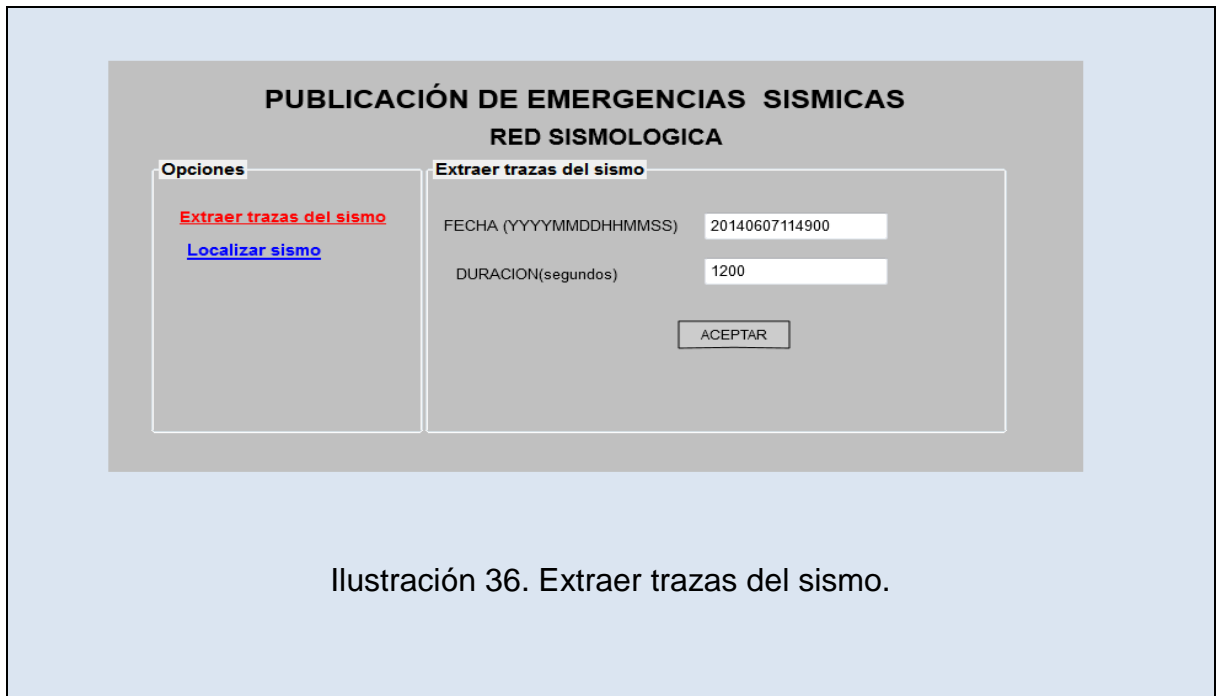 PUBLICACIÓN DE EMERGENCIAS SISMICAS
RED SISMOLOGICA
Opciones
Extraer trazas del sismo
Localizar sismo
Extraer trazas del sismo
FECHA (YYYYMMDDHHMMSS) 20140607114900
DURACION(segundos) 1200
ACEPTAR
Ilustración 36. Extraer trazas del sismo.